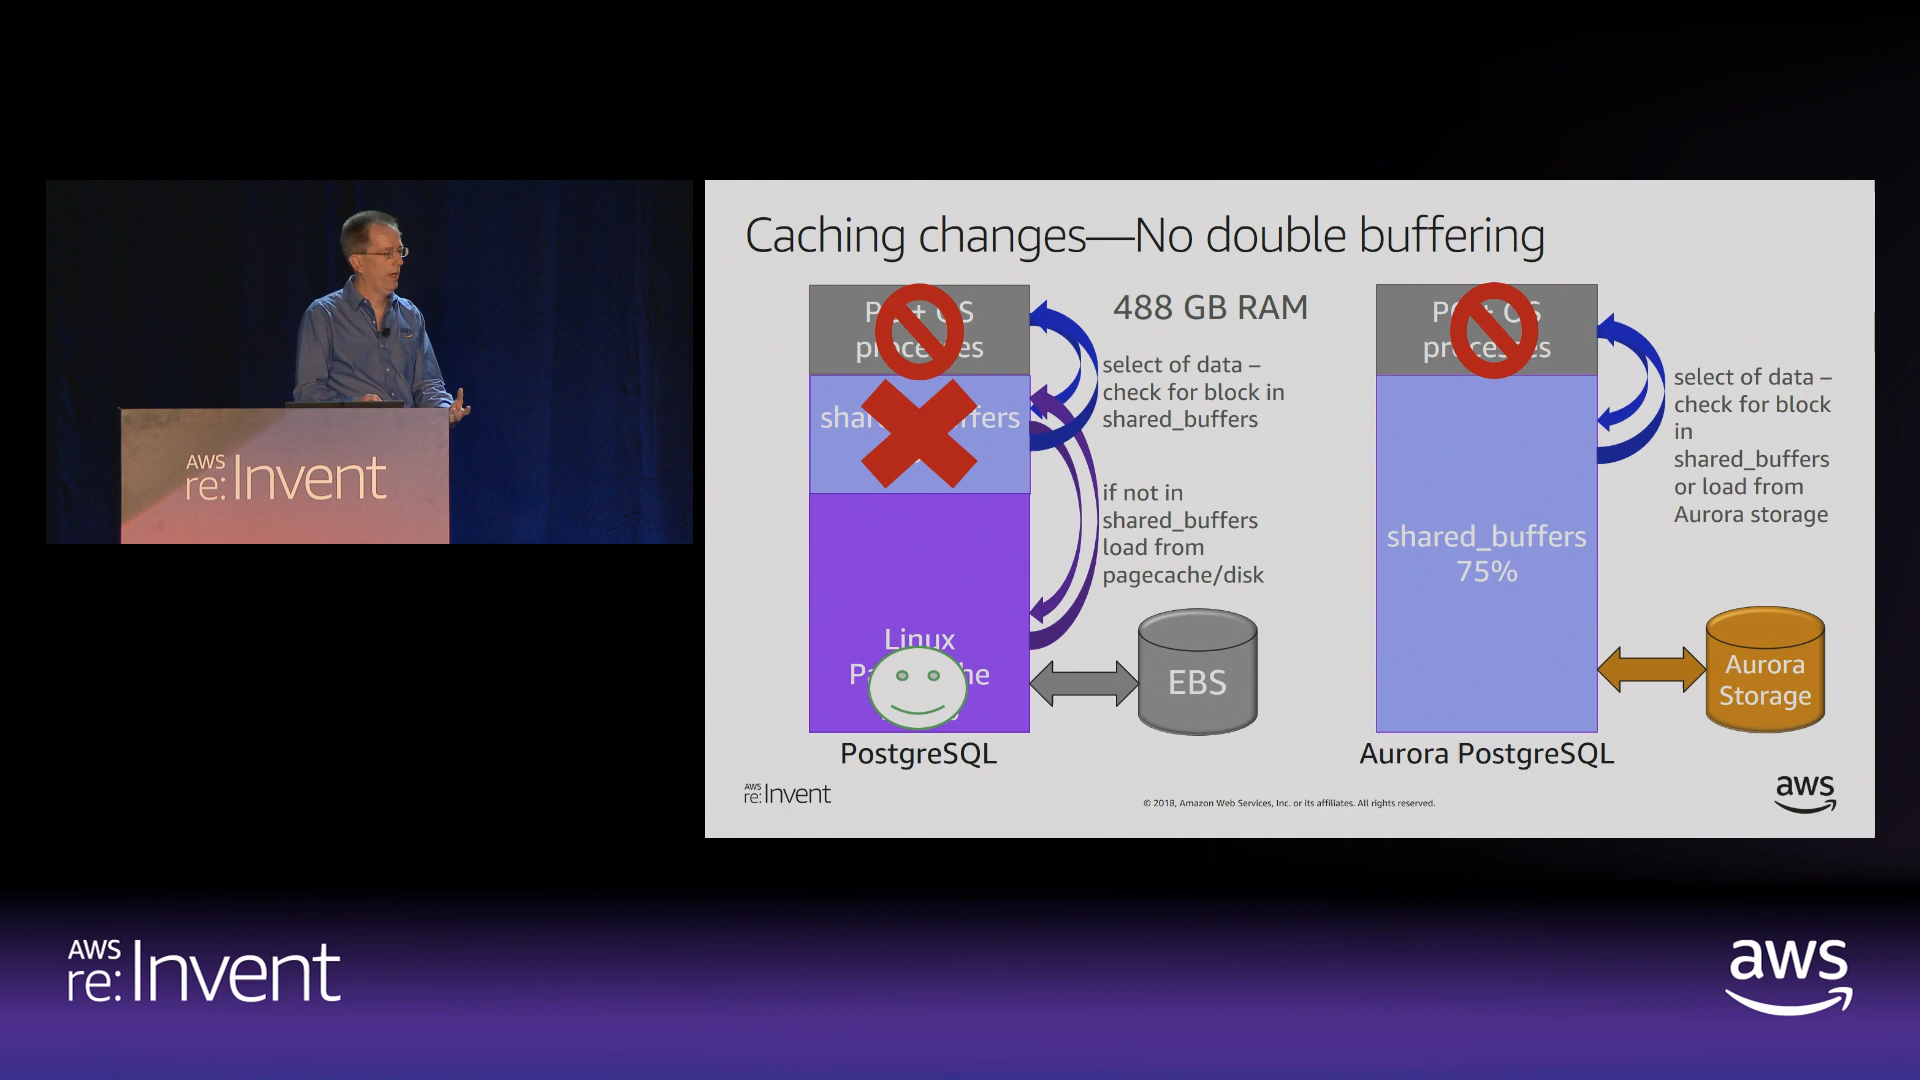 Caching changes—No double buffering
488 GB RAM
select of data –
check for block in
shared_buffers
if not in
shared_buffers
load from
pagecache/disk
Linux
EBS
PostgreSQL
shared_buffers
75%
select of data –
check for block
in
shared_buffers
or load from
Aurora storage
Aurora
Storage
Aurora PostgreSQL
AWS
re:Invent
© 2018, Amazon Web Services, Inc. or its affiliates. All rights reserved.
aws
AWS
re:Invent
AWS
re:Invent
aws